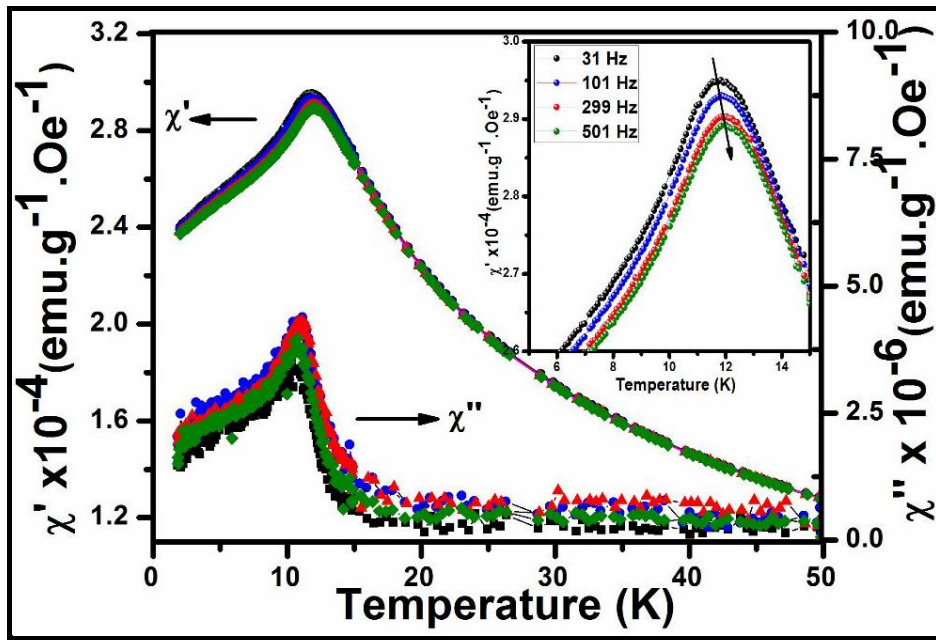 3.2
2.8
2.4
2.0
1.6
1.2
χ' x10-4(emu.g-1.Oe-1)
χ'
χ''
0
10
20
30
40
50
Temperature (K)
10.0
7.5
5.0
2.5
0.0
χ'' x 10-6(emu.g-1.Oe-1)
31 Hz
101 Hz
299 Hz
501 Hz
3.0
2.9
2.8
2.7
2.6
χ' x10-4(emu.g-1.Oe-1)
6
8
10
12
14
Temperature (K)